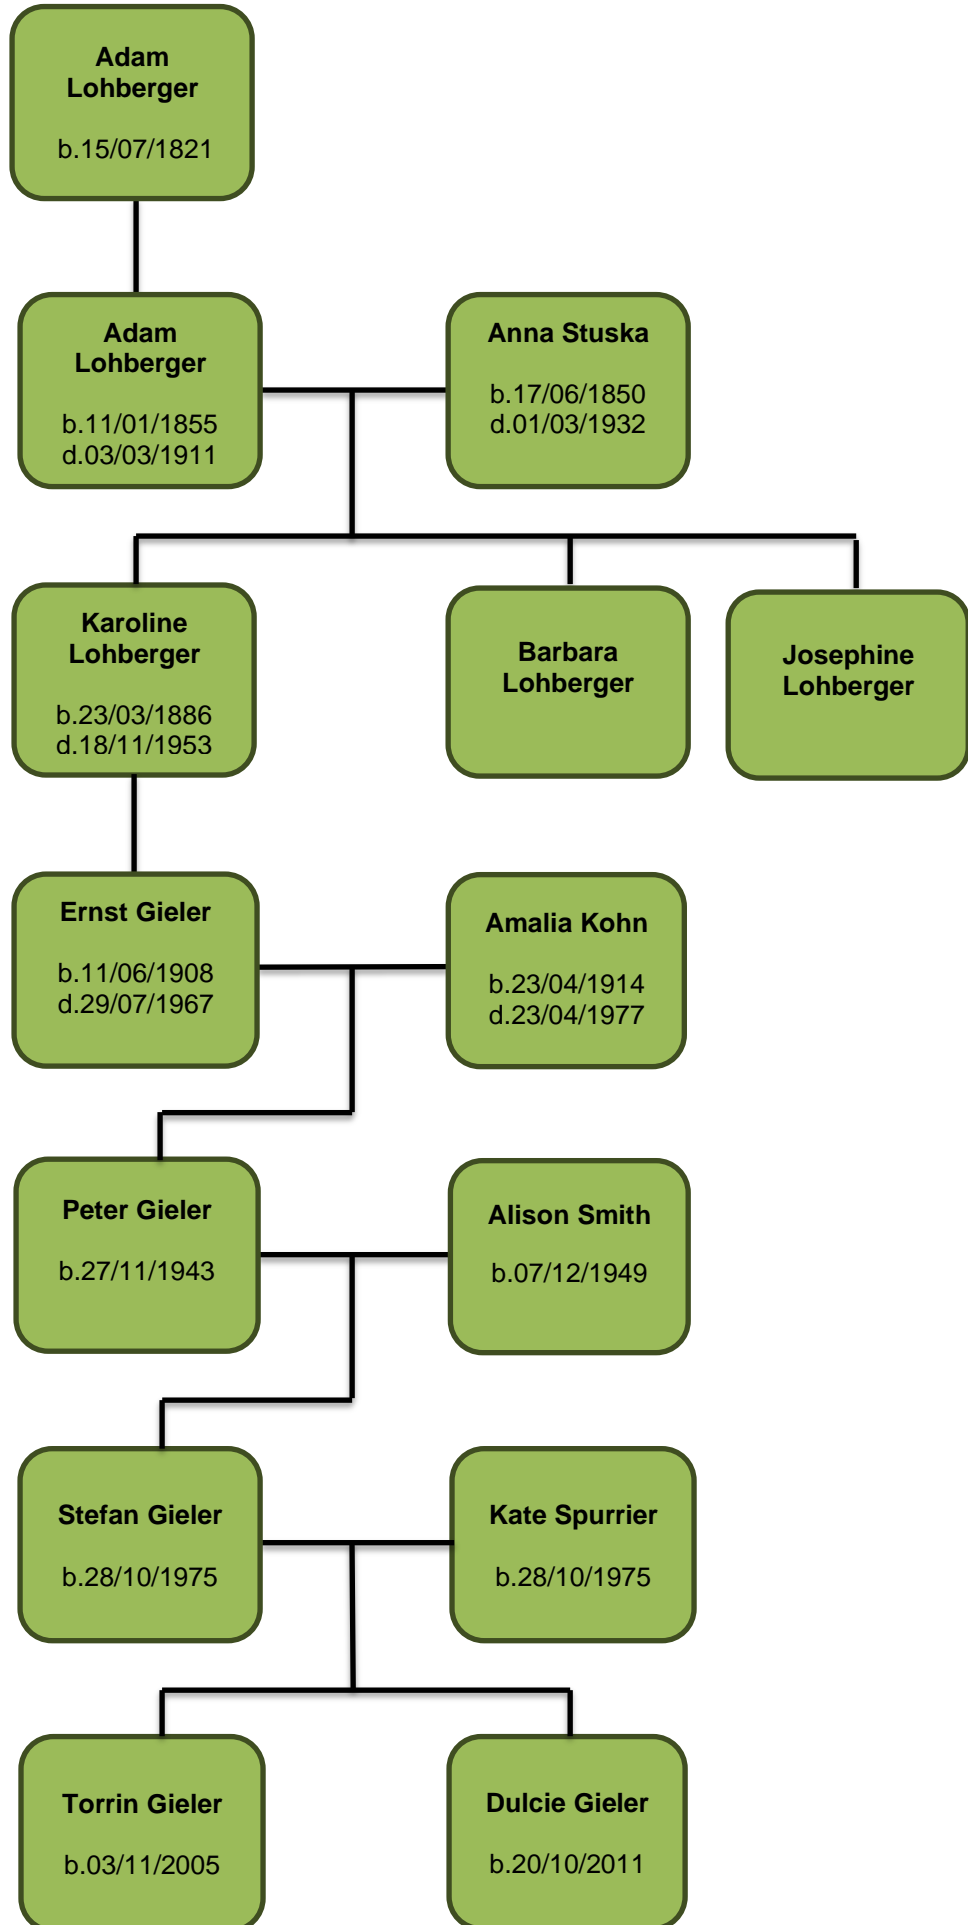 Adam
Lohberger
b.15/07/1821
Adam
Lohberger
b.11/01/1855
d.03/03/1911
Anna Stuska
b.17/06/1850
d.01/03/1932
Karoline
Lohberger
b.23/03/1886
d.18/11/1953
Barbara
Lohberger
Josephine
Lohberger
Ernst Gieler
b.11/06/1908
d.29/07/1967
Amalia Kohn
b.23/04/1914
d.23/04/1977
Peter Gieler
b.27/11/1943
Alison Smith
b.07/12/1949
Stefan Gieler
b.28/10/1975
Kate Spurrier
b.28/10/1975
Torrin Gieler
b.03/11/2005
Dulcie Gieler
b.20/10/2011